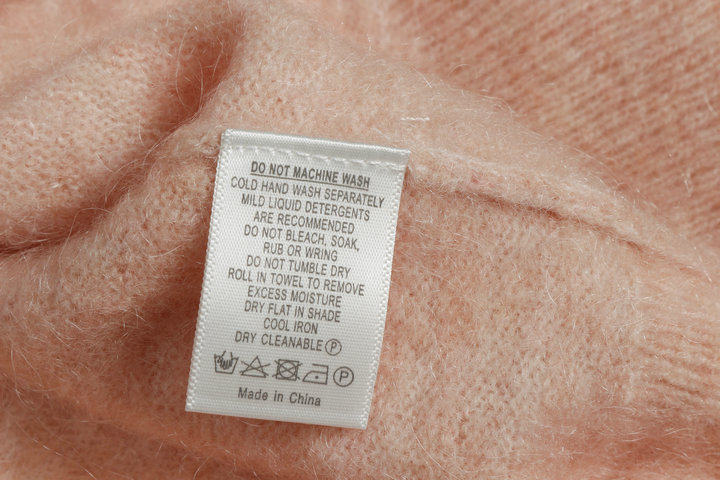 DO NOT MACHINE WASH
COLD HAND WASH SEPARATELY
MILD LIQUID DETERGENTS
ARE RECOMMENDED
DO NOT BLEACH, SOAK,
RUB OR WRING
DO NOT TUMBLE DRY
ROLL IN TOWEL TO REMOVE
EXCESS MOISTURE
DRY FLAT IN SHADE
COOL IRON
DRY CLEANABLE Ⓟ
Ⓟ
Made in China